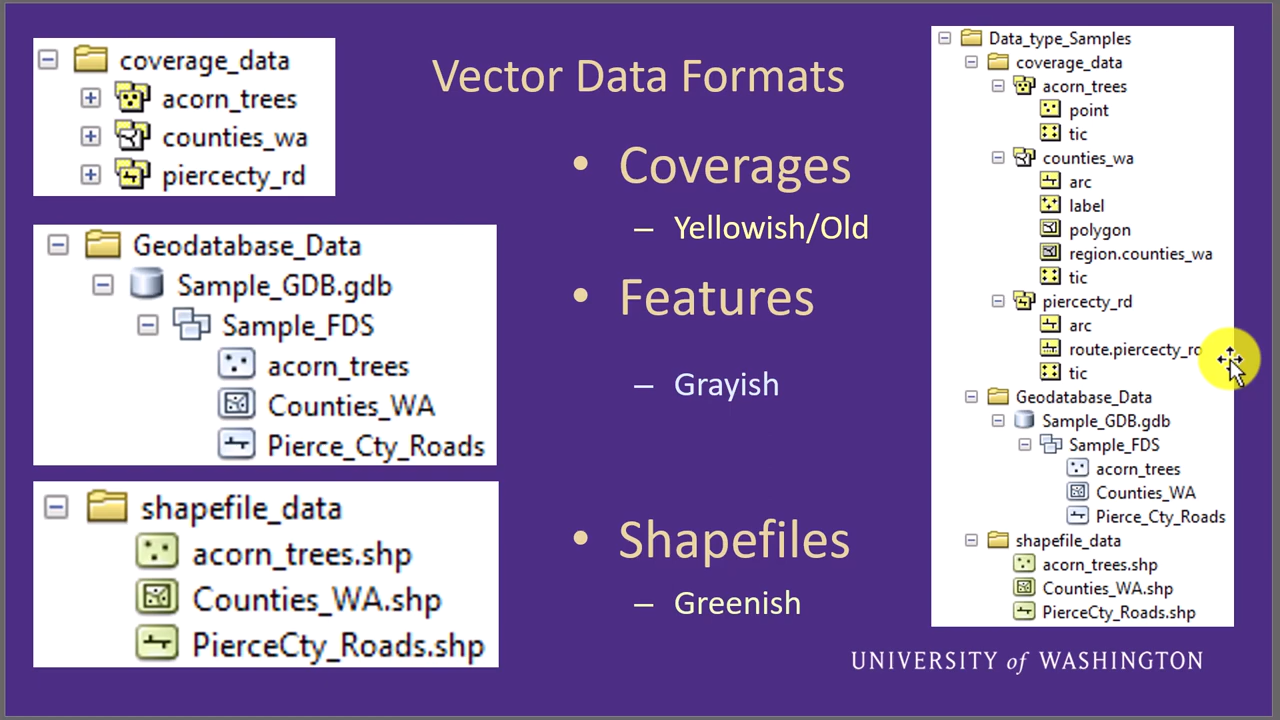 coverage_data
acorn_trees
counties_wa
piercecty_rd
Geodatabase_Data
Sample_GDB.gdb
Sample_FDS
acorn_trees
Counties_WA
Pierce_Cty_Roads
shapefile_data
acorn_trees.shp
Counties_WA.shp
PierceCty_Roads.shp
Vector Data Formats
• Coverages
– Yellowish/Old
• Features
– Grayish
• Shapefiles
– Greenish
Data_type_Samples
coverage_data
acorn_trees
point
tic
counties_wa
arc
label
polygon
region.counties_wa
tic
piercecty_rd
arc
route.piercecty_ro
tic
Geodatabase_Data
Sample_GDB.gdb
Sample_FDS
acorn_trees
Counties_WA
Pierce_Cty_Roads
shapefile_data
acorn_trees.shp
Counties_WA.shp
PierceCty_Roads.shp
UNIVERSITY of WASHINGTON